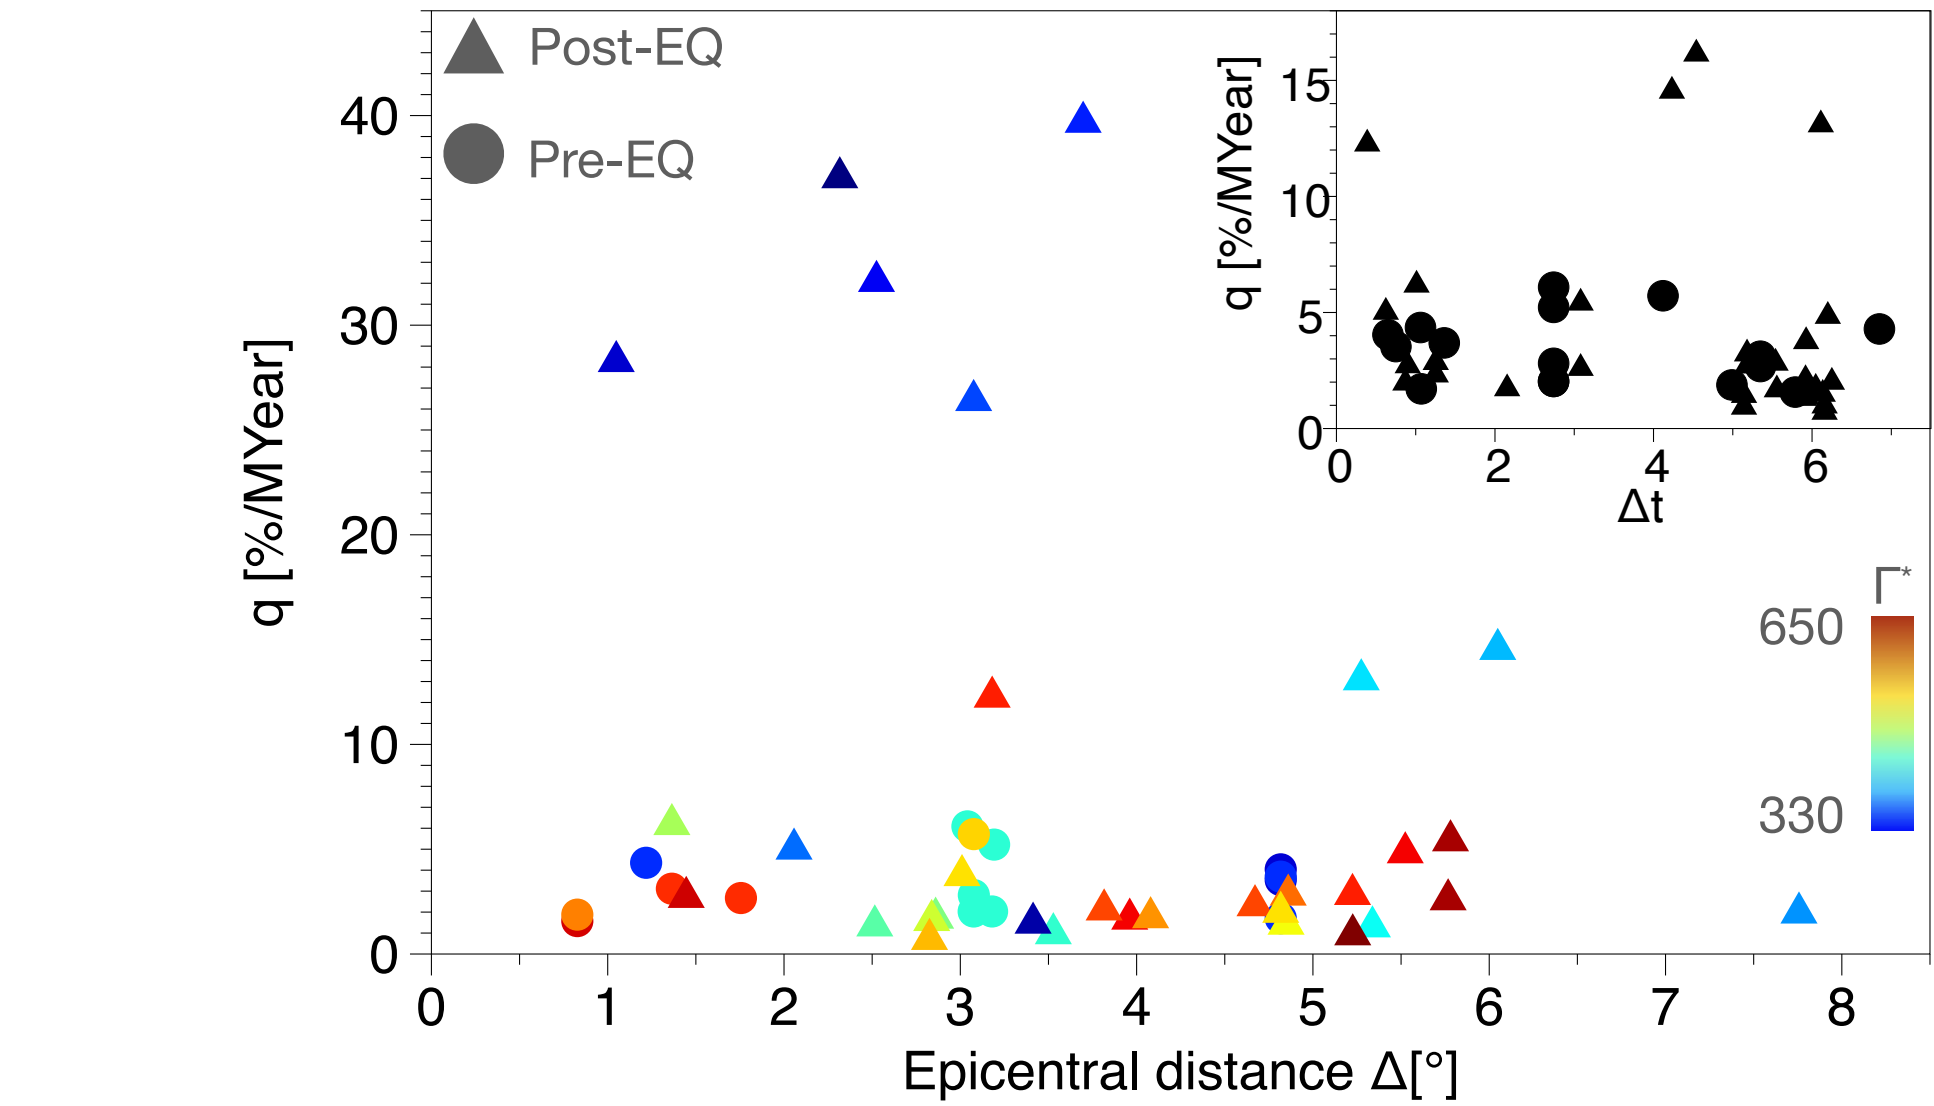 Post-EQ
Pre-EQ
q [%/MYear]
40
30
20
10
0
0 1 2 3 4 5 6 7 8
Epicentral distance Δ[°]
q [%/MYear]
15
10
5
0
0 2 4 6
Δt
Γ*
650
330